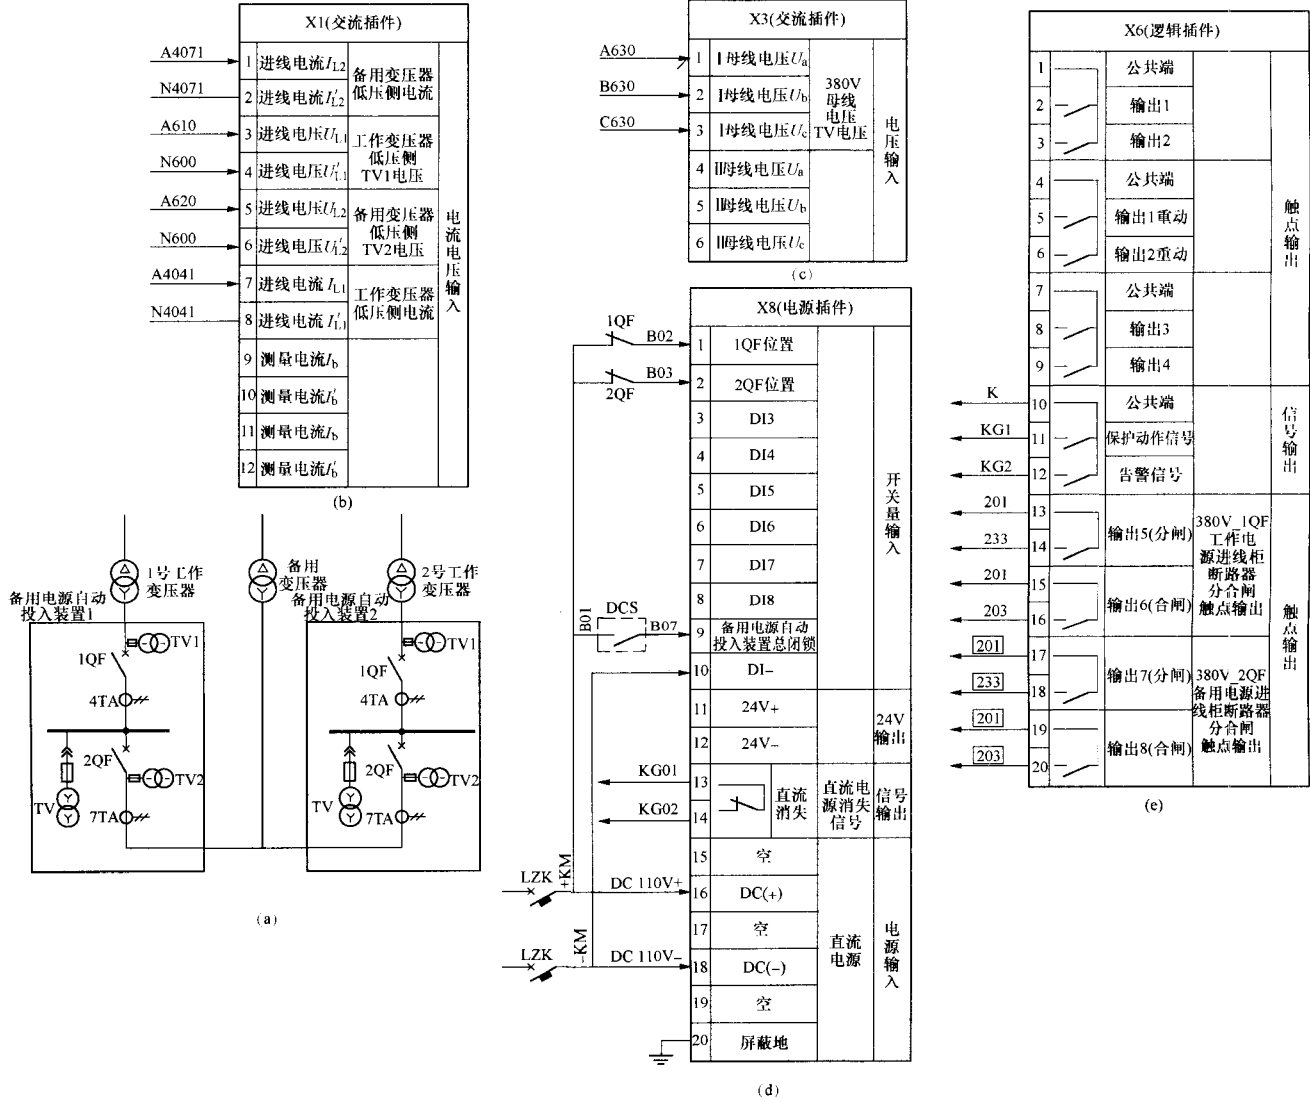 X1(交流插件)
A4071
1 进线电流IL2
备用变压器
低压侧电流
N4071
2 进线电流I′L2
A610
3 进线电压UL1
工作变压器
低压侧
TV1电压
N600
4 进线电压U′L1
A620
5 进线电压UL2
备用变压器
低压侧
TV2电压
N600
6 进线电压U′L2
A4041
7 进线电流IL1
工作变压器
低压侧电流
N4041
8 进线电流I′L1
9 测量电流Ib
10 测量电流I′b
11 测量电流Ib
12 测量电流I′b
电流电压输入
(b)
X3(交流插件)
A630
1 Ⅰ母线电压Ua
B630
2 Ⅰ母线电压Ub
C630
3 Ⅰ母线电压Uc
380V
母线
电压
TV电压
4 Ⅱ母线电压Ua
5 Ⅱ母线电压Ub
6 Ⅱ母线电压Uc
电压输入
(c)
X6(逻辑插件)
1 公共端
2 输出1
3 输出2
4 公共端
5 输出1重动
6 输出2重动
7 公共端
8 输出3
9 输出4
触点输出
K
10 公共端
KG1
11 保护动作信号
KG2
12 告警信号
信号输出
201
13
233
14
输出5(分闸)
201
15
203
16
输出6(合闸)
380V_1QF
工作电
源进线柜
断路器
分合闸
触点输出
201
17
233
18
输出7(分闸)
201
19
203
20
输出8(合闸)
380V_2QF
备用电源进
线柜断路器
分合闸
触点输出
触点输出
(e)
X8(电源插件)
1QF
B02
1 1QF位置
B03
2QF
2 2QF位置
3 DI3
4 DI4
5 DI5
6 DI6
7 DI7
8 DI8
B01
DCS
B07
9 备用电源自动
投入装置总闭锁
10 DI−
开关量输入
11 24V+
12 24V−
24V
输出
KG01
13
KG02
14
直流
消失
直流电
源消失
信号
信号
输出
15 空
LZK
+KM
DC 110V+
16 DC(+)
17 空
LZK
−KM
DC 110V−
18 DC(−)
19 空
20 屏蔽地
直流
电源
电源输入
(d)
1号工作
变压器
备用
变压器
2号工作
变压器
备用电源自动
投入装置1
备用电源自动
投入装置2
TV1
1QF
4TA
2QF
TV2
TV
7TA
TV1
1QF
4TA
2QF
TV2
TV
7TA
(a)